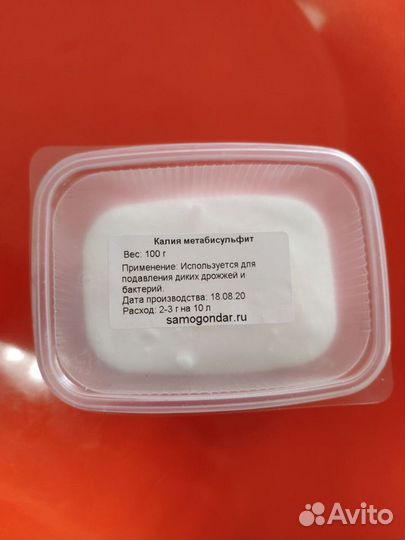 Калия метабисульфит
Вес: 100 г
Применение: Используется для
подавления диких дрожжей и
бактерий.
Дата производства: 18.08.20
Расход: 2-3 г на 10 л
samogondar.ru
Avito